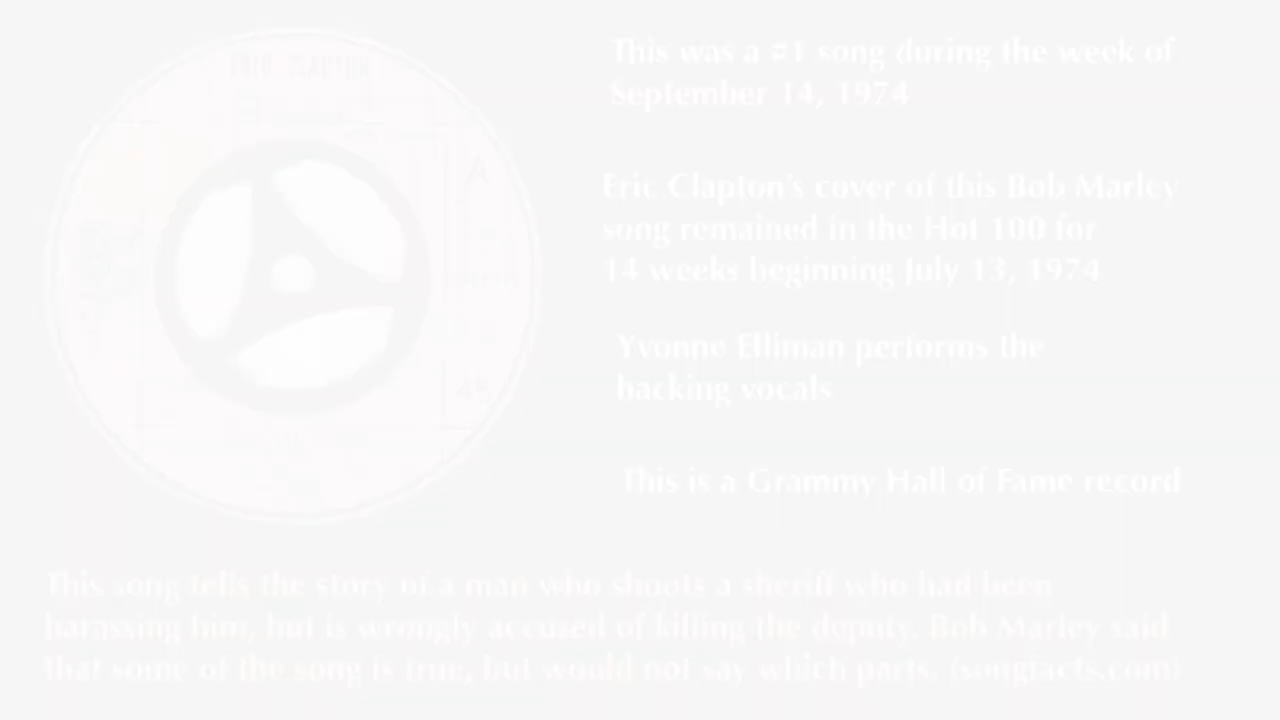 ERIC CLAPTON
A
45
This was a #1 song during the week of
September 14, 1974
Eric Clapton's cover of this Bob Marley
song remained in the Hot 100 for
14 weeks beginning July 13, 1974
Yvonne Elliman performs the
backing vocals
This is a Grammy Hall of Fame record
This song tells the story of a man who shoots a sheriff who had been
harassing him, but is wrongly accused of killing the deputy. Bob Marley said
that some of the song is true, but would not say which parts. (songfacts.com)